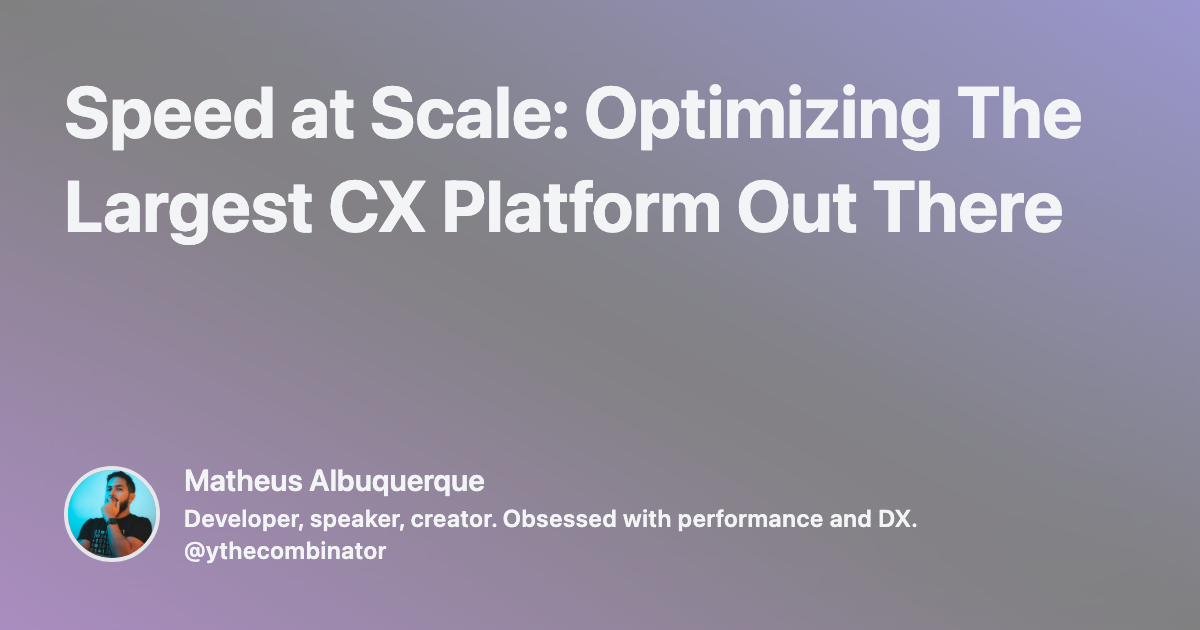 Speed at Scale: Optimizing The
Largest CX Platform Out There
Matheus Albuquerque
Developer, speaker, creator. Obsessed with performance and DX.
@ythecombinator